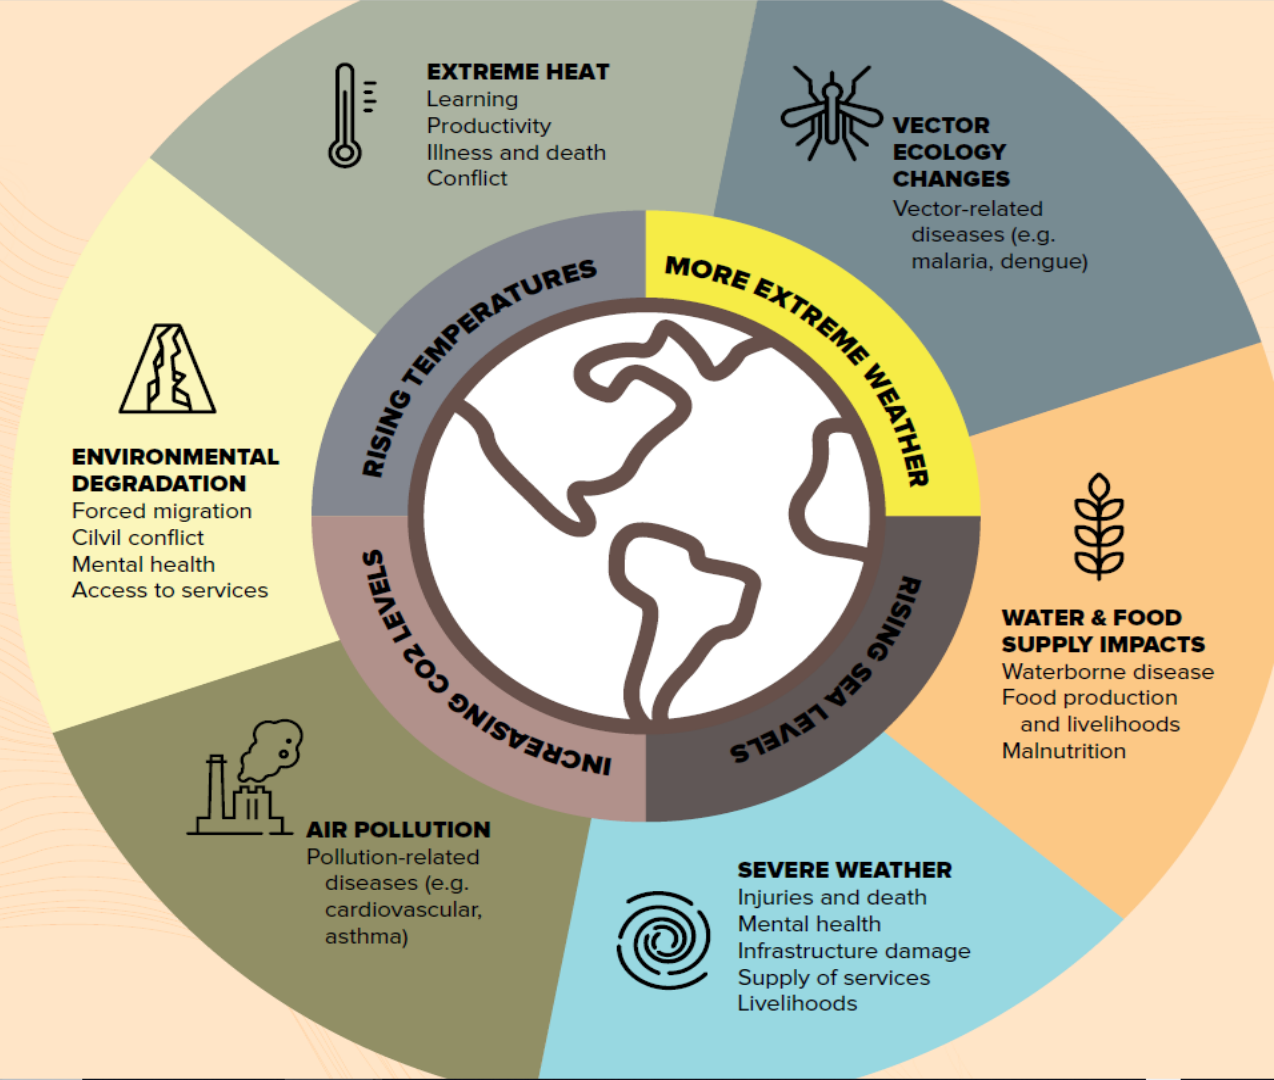 EXTREME HEAT
Learning
Productivity
Illness and death
Conflict
VECTOR
ECOLOGY
CHANGES
Vector-related
diseases (e.g.
malaria, dengue)
RISING TEMPERATURES
MORE EXTREME WEATHER
INCREASING CO2 LEVELS
RISING SEA LEVELS
ENVIRONMENTAL
DEGRADATION
Forced migration
Cilvil conflict
Mental health
Access to services
WATER & FOOD
SUPPLY IMPACTS
Waterborne disease
Food production
and livelihoods
Malnutrition
AIR POLLUTION
Pollution-related
diseases (e.g.
cardiovascular,
asthma)
SEVERE WEATHER
Injuries and death
Mental health
Infrastructure damage
Supply of services
Livelihoods